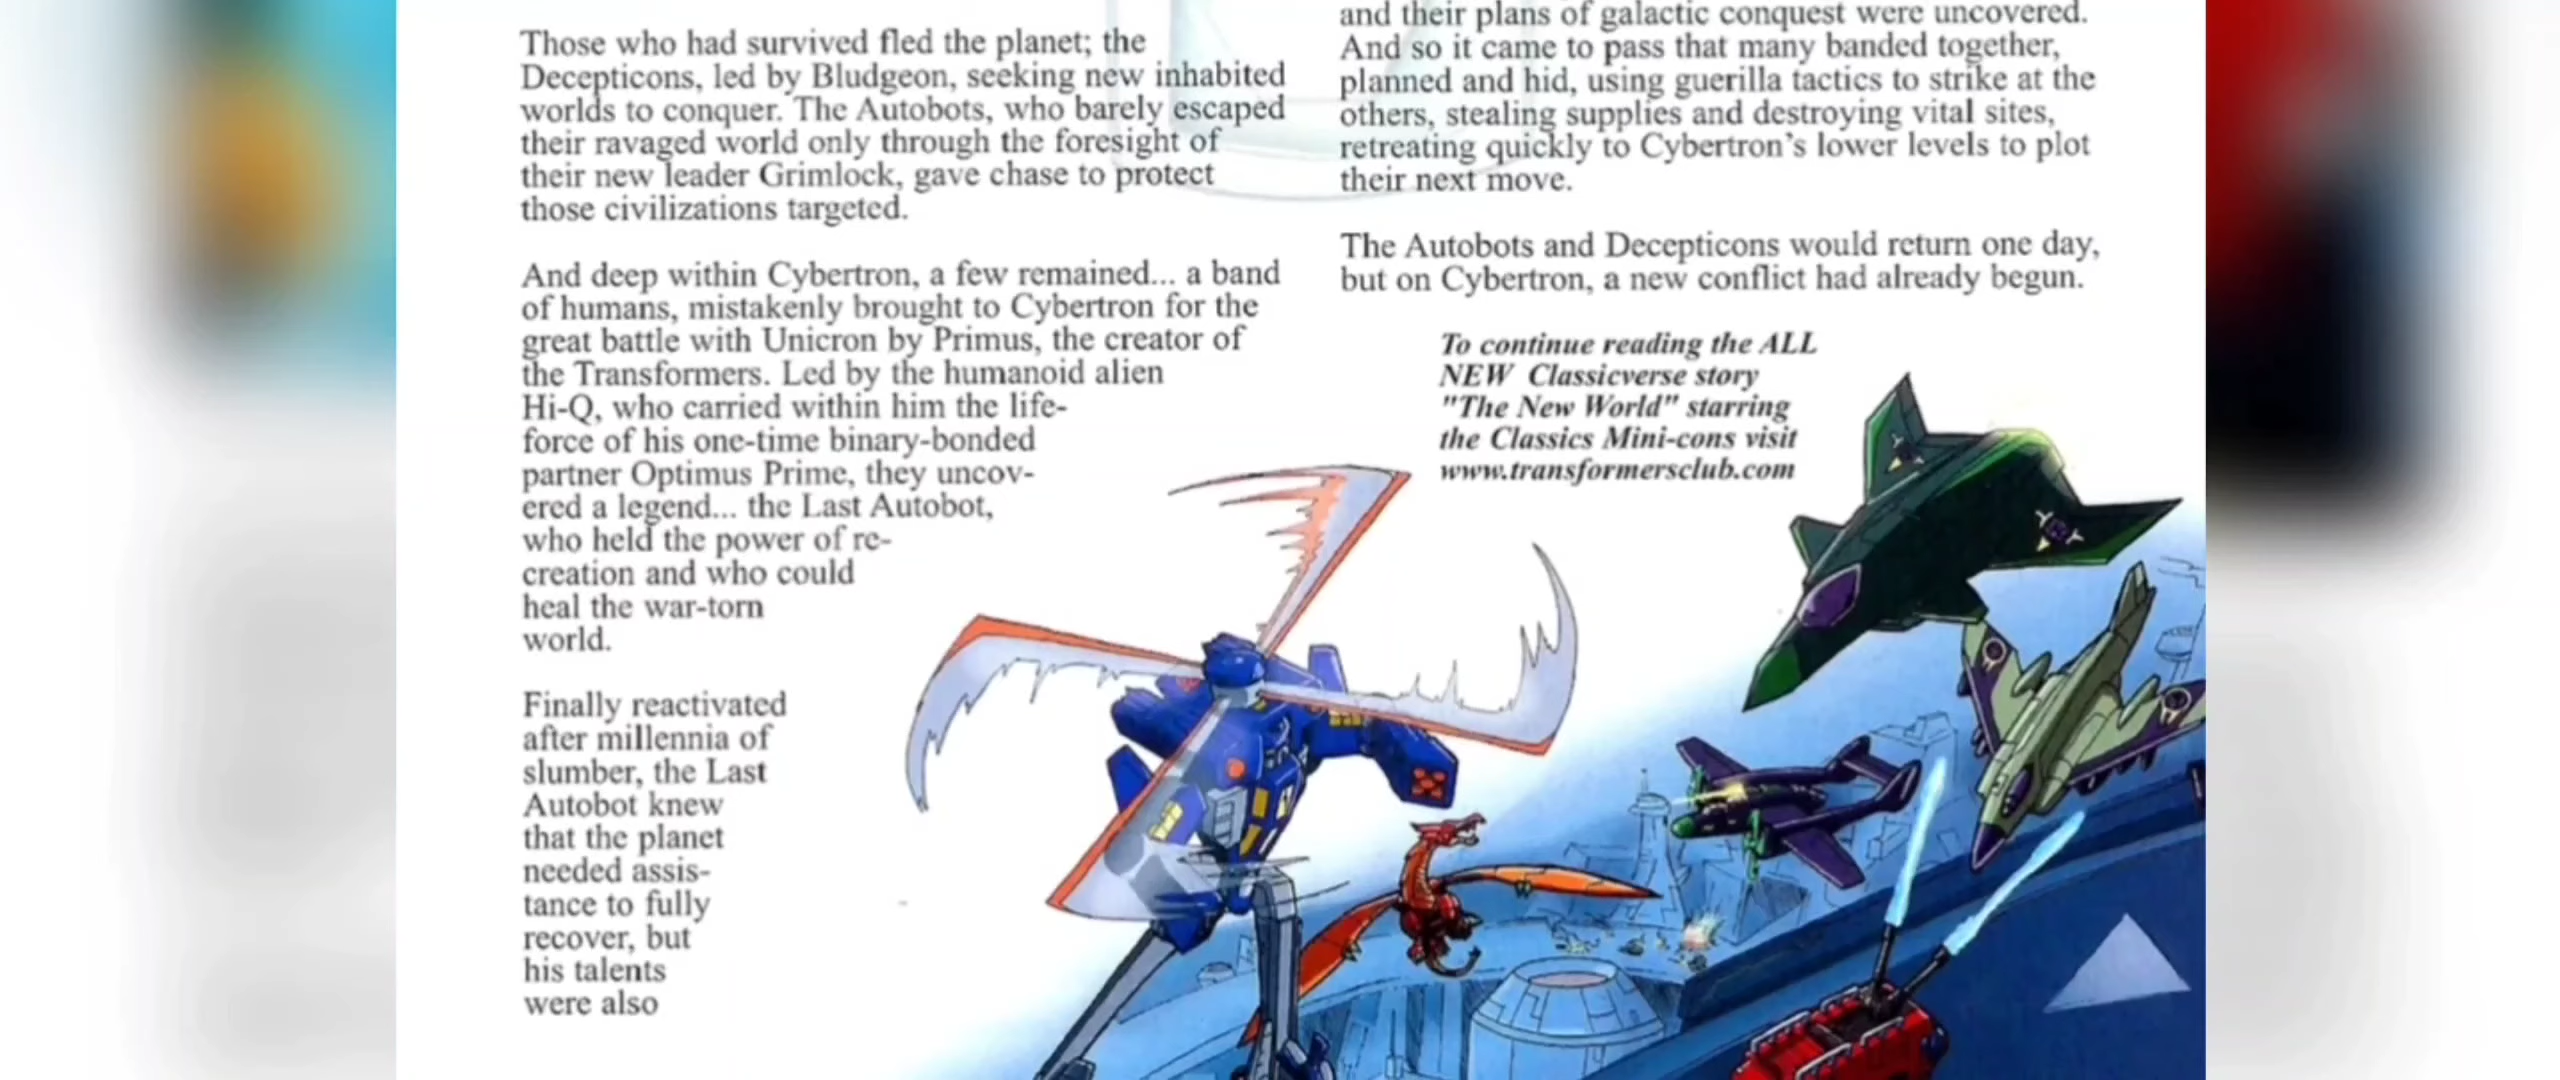 Those who had survived fled the planet; the
Decepticons, led by Bludgeon, seeking new inhabited
worlds to conquer. The Autobots, who barely escaped
their ravaged world only through the foresight of
their new leader Grimlock, gave chase to protect
those civilizations targeted.
And deep within Cybertron, a few remained... a band
of humans, mistakenly brought to Cybertron for the
great battle with Unicron by Primus, the creator of
the Transformers. Led by the humanoid alien
Hi-Q, who carried within him the life-
force of his one-time binary-bonded
partner Optimus Prime, they uncov-
ered a legend... the Last Autobot,
who held the power of re-
creation and who could
heal the war-torn
world.
Finally reactivated
after millennia of
slumber, the Last
Autobot knew
that the planet
needed assis-
tance to fully
recover, but
his talents
were also
and their plans of galactic conquest were uncovered.
And so it came to pass that many banded together,
planned and hid, using guerilla tactics to strike at the
others, stealing supplies and destroying vital sites,
retreating quickly to Cybertron's lower levels to plot
their next move.
The Autobots and Decepticons would return one day,
but on Cybertron, a new conflict had already begun.
To continue reading the ALL
NEW Classicverse story
"The New World" starring
the Classics Mini-cons visit
www.transformersclub.com